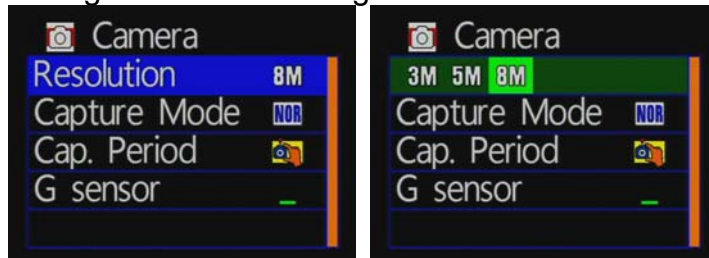 Camera
Resolution 8M
Capture Mode NOR
Cap. Period
G sensor
Camera
3M 5M 8M
Capture Mode NOR
Cap. Period
G sensor